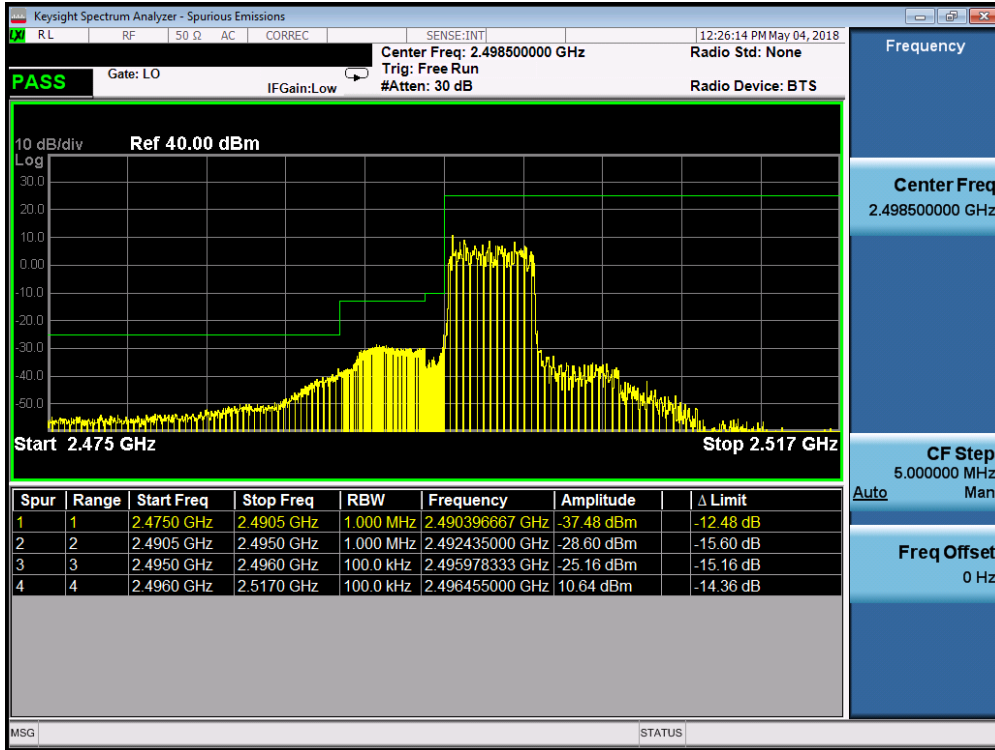 Keysight Spectrum Analyzer - Spurious Emissions
LXI RL RF 50 Ω AC CORREC SENSE:INT 12:26:14 PM May 04, 2018
Center Freq: 2.498500000 GHz Radio Std: None
PASS Gate: LO Trig: Free Run
IFGain:Low #Atten: 30 dB Radio Device: BTS
10 dB/div Ref 40.00 dBm
Log
30.0
20.0
10.0
0.00
-10.0
-20.0
-30.0
-40.0
-50.0
Start 2.475 GHz Stop 2.517 GHz
Spur Range Start Freq Stop Freq RBW Frequency Amplitude Δ Limit
1 1 2.4750 GHz 2.4905 GHz 1.000 MHz 2.490396667 GHz -37.48 dBm -12.48 dB
2 2 2.4905 GHz 2.4950 GHz 1.000 MHz 2.492435000 GHz -28.60 dBm -15.60 dB
3 3 2.4950 GHz 2.4960 GHz 100.0 kHz 2.495978333 GHz -25.16 dBm -15.16 dB
4 4 2.4960 GHz 2.5170 GHz 100.0 kHz 2.496455000 GHz 10.64 dBm -14.36 dB
MSG STATUS
Frequency
Center Freq
2.498500000 GHz
CF Step
5.000000 MHz
Auto Man
Freq Offset
0 Hz